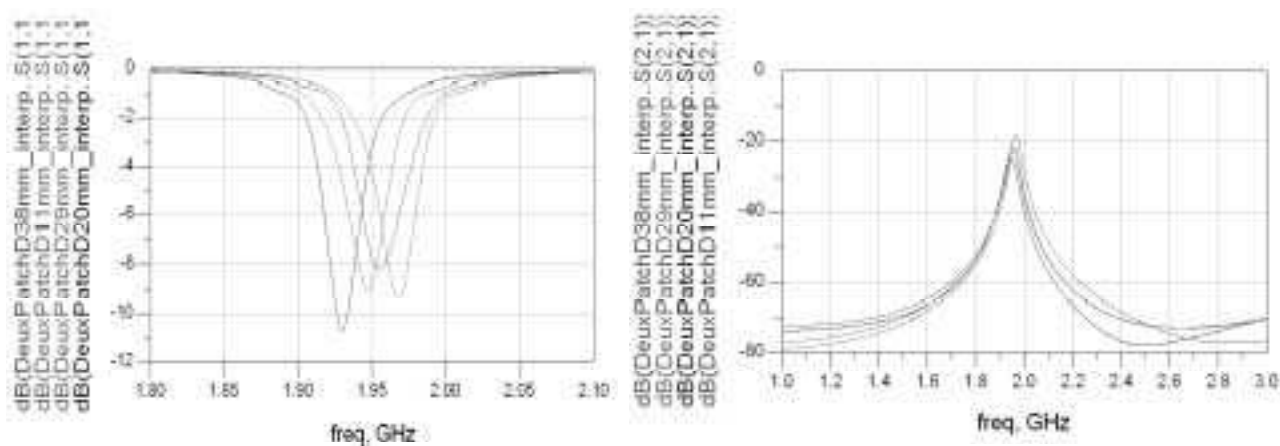 dB(DeuxPatchD38mm_interp..S(1,1
dB(DeuxPatchD11mm_interp..S(1,1
dB(DeuxPatchD29mm_interp..S(1,1
dB(DeuxPatchD20mm_interp..S(1,1
0
-2
-4
-6
-8
-10
-12
1.80 1.85 1.90 1.95 2.00 2.05 2.10
freq, GHz
dB(DeuxPatchD38mm_interp..S(2,1))
dB(DeuxPatchD29mm_interp..S(2,1))
dB(DeuxPatchD20mm_interp..S(2,1))
dB(DeuxPatchD11mm_interp..S(2,1))
0
-20
-40
-60
-80
1.0 1.2 1.4 1.6 1.8 2.0 2.2 2.4 2.6 2.8 3.0
freq, GHz